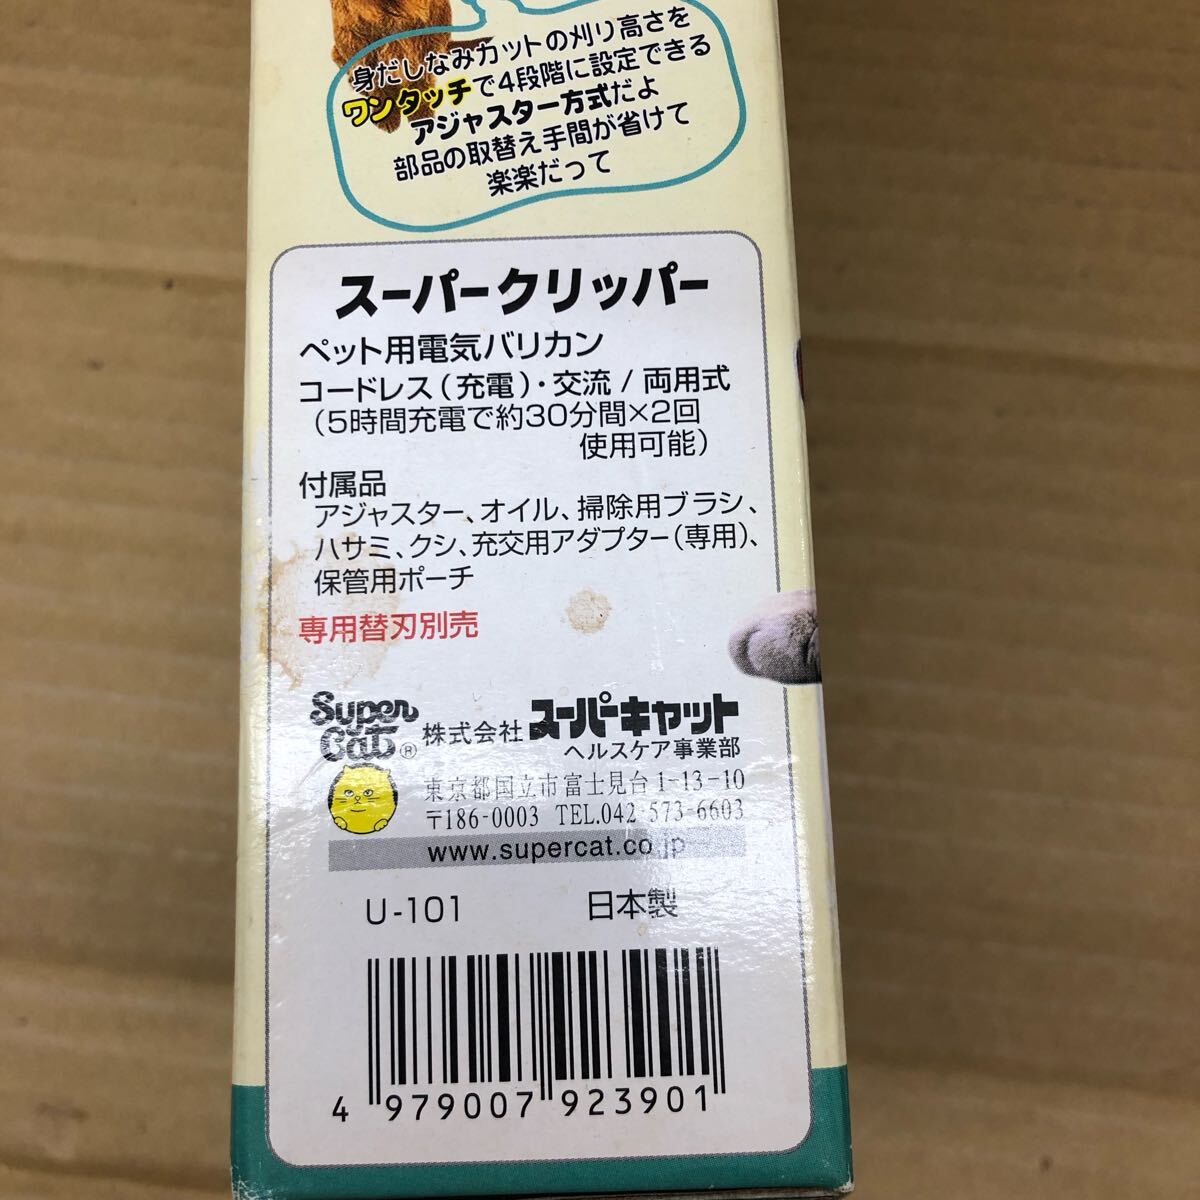 身だしなみカットの刈り高さを
ワンタッチで4段階に設定できる
アジャスター方式だよ
部品の取替え手間が省けて
楽楽だって
スーパークリッパー
ペット用電気バリカン
コードレス(充電)・交流 / 両用式
(5時間充電で約30分間×2回
使用可能)
付属品
アジャスター、オイル、掃除用ブラシ、
ハサミ、クシ、充交用アダプター(専用)、
保管用ポーチ
専用替刃別売
Super
Cat®
株式会社 スーパーキャット
ヘルスケア事業部
東京都国立市富士見台1-13-10
〒186-0003 TEL.042 573-6603
www.supercat.co.jp
U-101 日本製
4 979007 923901